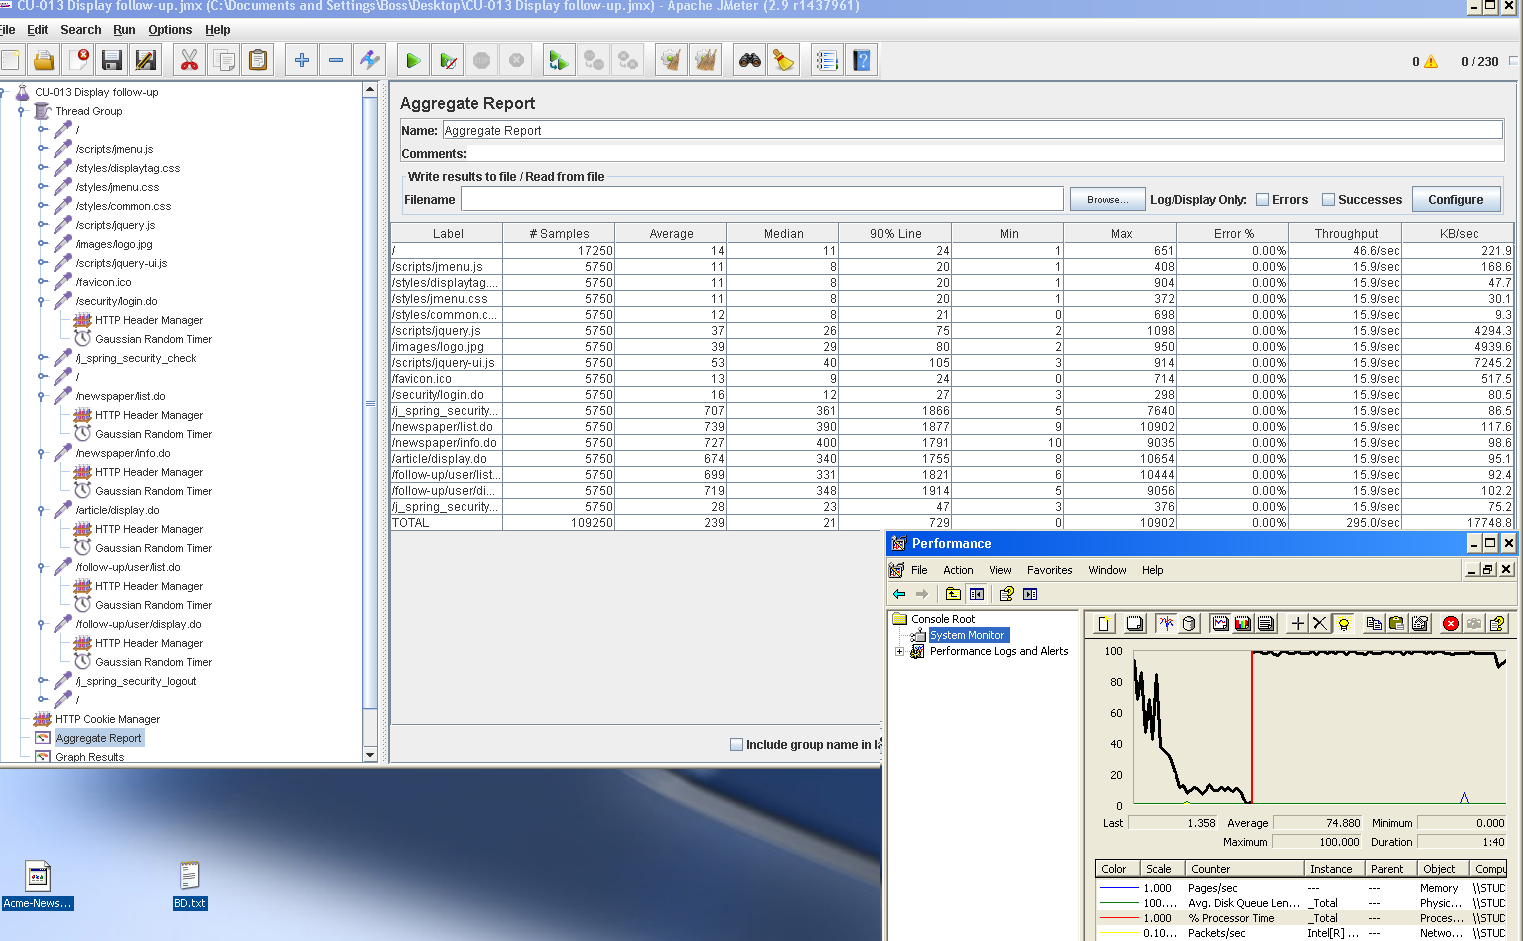 CU-013 Display follow-up.jmx (C:\Documents and Settings\Boss\Desktop\CU-013 Display follow-up.jmx) - Apache JMeter (2.9 r1437961)
File Edit Search Run Options Help
0 0 / 230
CU-013 Display follow-up
Thread Group
/
/scripts/jmenu.js
/styles/displaytag.css
/styles/jmenu.css
/styles/common.css
/scripts/jquery.js
/images/logo.jpg
/scripts/jquery-ui.js
/favicon.ico
/security/login.do
HTTP Header Manager
Gaussian Random Timer
/j_spring_security_check
/
/newspaper/list.do
HTTP Header Manager
Gaussian Random Timer
/newspaper/info.do
HTTP Header Manager
Gaussian Random Timer
/article/display.do
HTTP Header Manager
Gaussian Random Timer
/follow-up/user/list.do
HTTP Header Manager
Gaussian Random Timer
/follow-up/user/display.do
HTTP Header Manager
Gaussian Random Timer
/j_spring_security_logout
/
HTTP Cookie Manager
Aggregate Report
Graph Results
Aggregate Report
Name: Aggregate Report
Comments:
Write results to file / Read from file
Filename Browse... Log/Display Only: Errors Successes Configure
Label # Samples Average Median 90% Line Min Max Error % Throughput KB/sec
/ 17250 14 11 24 1 651 0.00% 46.6/sec 221.9
/scripts/jmenu.js 5750 11 8 20 1 408 0.00% 15.9/sec 168.6
/styles/displaytag.... 5750 11 8 20 1 904 0.00% 15.9/sec 47.7
/styles/jmenu.css 5750 11 8 20 1 372 0.00% 15.9/sec 30.1
/styles/common.c... 5750 12 8 21 0 698 0.00% 15.9/sec 9.3
/scripts/jquery.js 5750 37 26 75 2 1098 0.00% 15.9/sec 4294.3
/images/logo.jpg 5750 39 29 80 2 950 0.00% 15.9/sec 4939.6
/scripts/jquery-ui.js 5750 53 40 105 3 914 0.00% 15.9/sec 7245.2
/favicon.ico 5750 13 9 24 0 714 0.00% 15.9/sec 517.5
/security/login.do 5750 16 12 27 3 298 0.00% 15.9/sec 80.5
/j_spring_security... 5750 707 361 1866 5 7640 0.00% 15.9/sec 86.5
/newspaper/list.do 5750 739 390 1877 9 10902 0.00% 15.9/sec 117.6
/newspaper/info.do 5750 727 400 1791 10 9035 0.00% 15.9/sec 98.6
/article/display.do 5750 674 340 1755 8 10654 0.00% 15.9/sec 95.1
/follow-up/user/list... 5750 699 331 1821 6 10444 0.00% 15.9/sec 92.4
/follow-up/user/di... 5750 719 348 1914 5 9056 0.00% 15.9/sec 102.2
/j_spring_security... 5750 28 23 47 3 376 0.00% 15.9/sec 75.2
TOTAL 109250 239 21 729 0 10902 0.00% 295.0/sec 17748.8
Include group name in la
Performance
File Action View Favorites Window Help
Console Root
System Monitor
Performance Logs and Alerts
100
80
60
40
20
0
Last 1.358 Average 74.880 Minimum 0.000
Maximum 100.000 Duration 1:40
Color Scale Counter Instance Parent Object Compu
1.000 Pages/sec --- --- Memory \\STUD
100.... Avg. Disk Queue Len... _Total --- Physic... \\STUD
1.000 % Processor Time _Total --- Proces... \\STUD
0.10... Packets/sec Intel[R] ... --- Netwo... \\STUD
Acme-News...
BD.txt